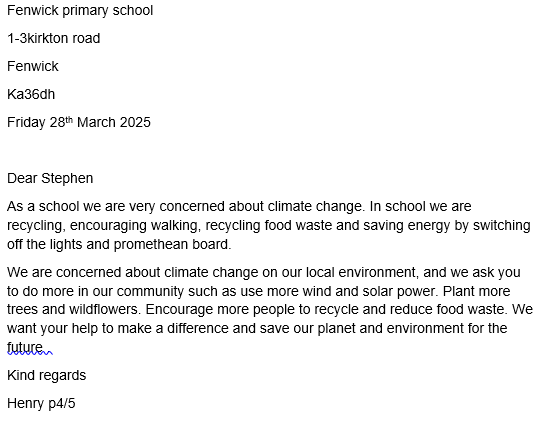 Fenwick primary school
1-3kirkton road
Fenwick
Ka36dh
Friday 28th March 2025
Dear Stephen
As a school we are very concerned about climate change. In school we are
recycling, encouraging walking, recycling food waste and saving energy by switching
off the lights and promethean board.
We are concerned about climate change on our local environment, and we ask you
to do more in our community such as use more wind and solar power. Plant more
trees and wildflowers. Encourage more people to recycle and reduce food waste. We
want your help to make a difference and save our planet and environment for the
future..
Kind regards
Henry p4/5